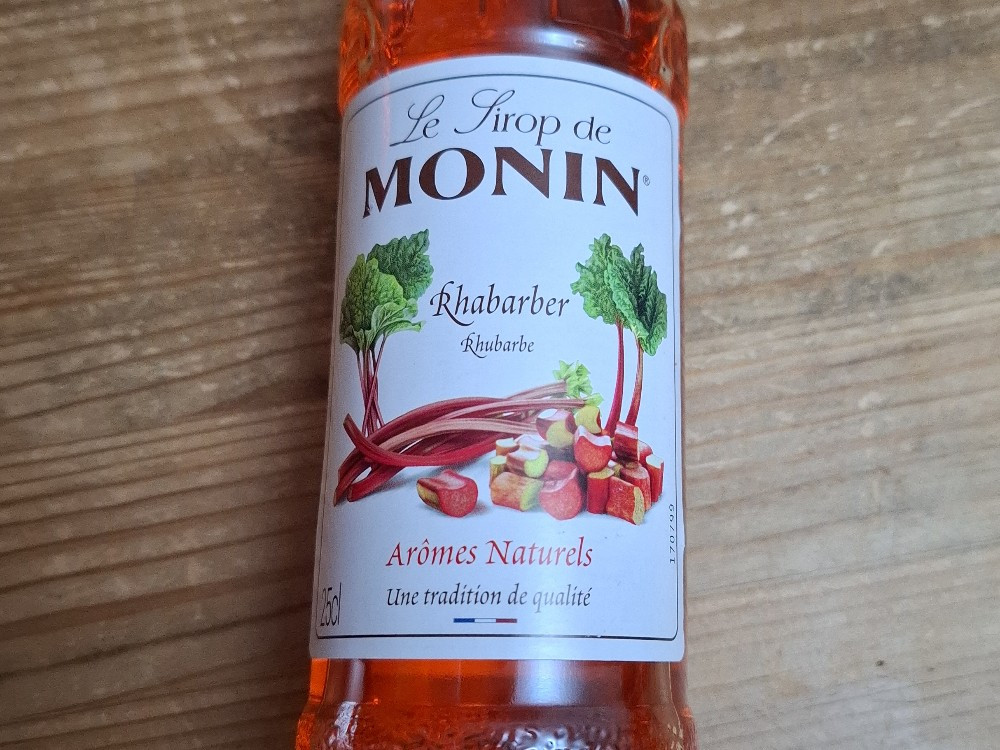 Le Sirop de
MONIN®
Rhabarber
Rhubarbe
Arômes Naturels
Une tradition de qualité
25cl
170799